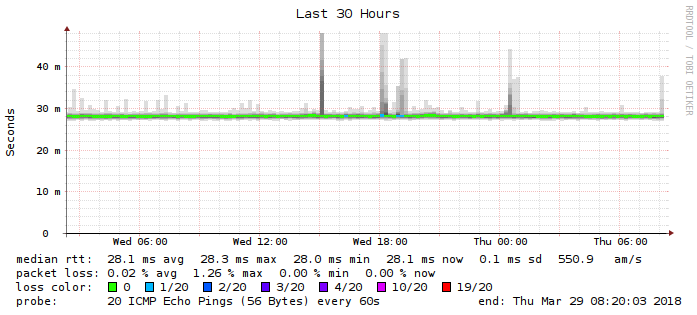 Last 30 Hours
RRDTOOL / TOBI OETIKER
Seconds
40 m
30 m
20 m
10 m
0
Wed 06:00 Wed 12:00 Wed 18:00 Thu 00:00 Thu 06:00
median rtt: 28.1 ms avg 28.3 ms max 28.0 ms min 28.1 ms now 0.1 ms sd 550.9 am/s
packet loss: 0.02 % avg 1.26 % max 0.00 % min 0.00 % now
loss color: 0 1/20 2/20 3/20 4/20 10/20 19/20
probe: 20 ICMP Echo Pings (56 Bytes) every 60s end: Thu Mar 29 08:20:03 2018